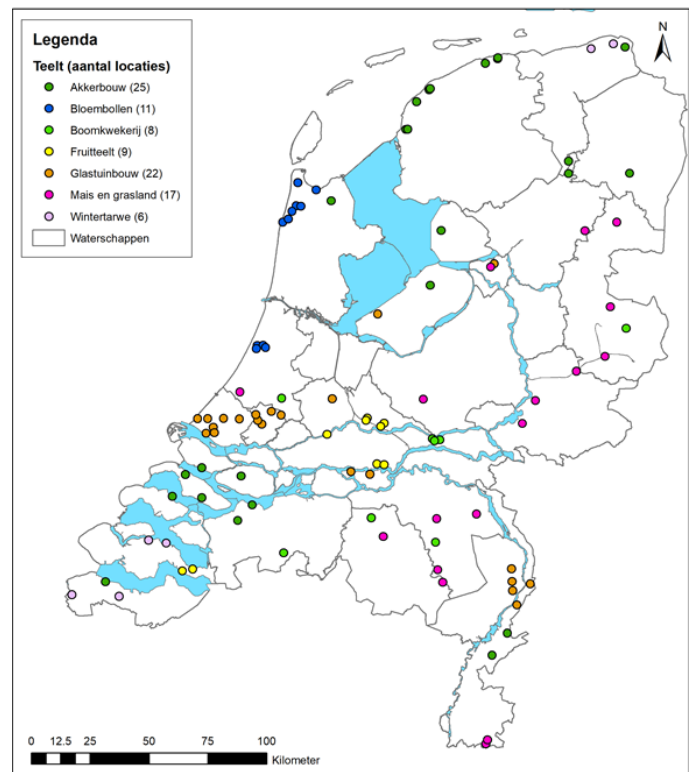 Legenda
Teelt (aantal locaties)
Akkerbouw (25)
Bloembollen (11)
Boomkwekerij (8)
Fruitteelt (9)
Glastuinbouw (22)
Mais en grasland (17)
Wintertarwe (6)
Waterschappen
N
0 12.5 25 50 75 100
Kilometer